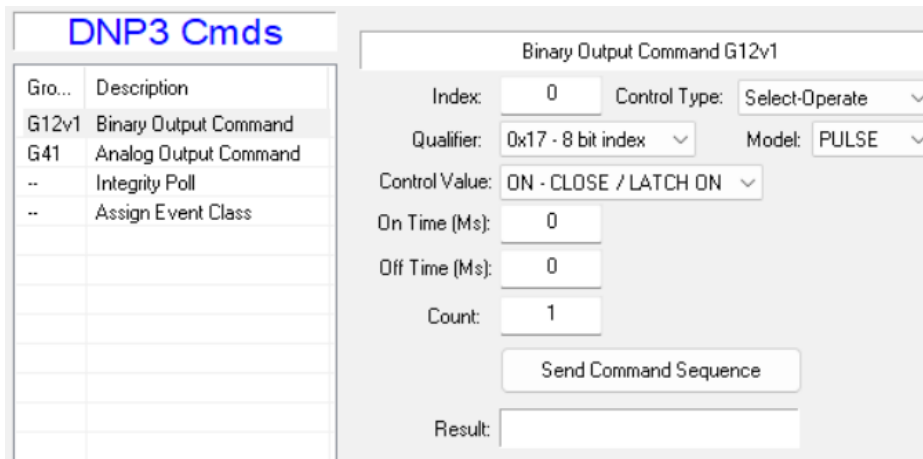 DNP3 Cmds
Gro... Description
G12v1 Binary Output Command
G41 Analog Output Command
-- Integrity Poll
-- Assign Event Class
Binary Output Command G12v1
Index: 0 Control Type: Select-Operate
Qualifier: 0x17 - 8 bit index Model: PULSE
Control Value: ON - CLOSE / LATCH ON
On Time (Ms): 0
Off Time (Ms): 0
Count: 1
Send Command Sequence
Result: